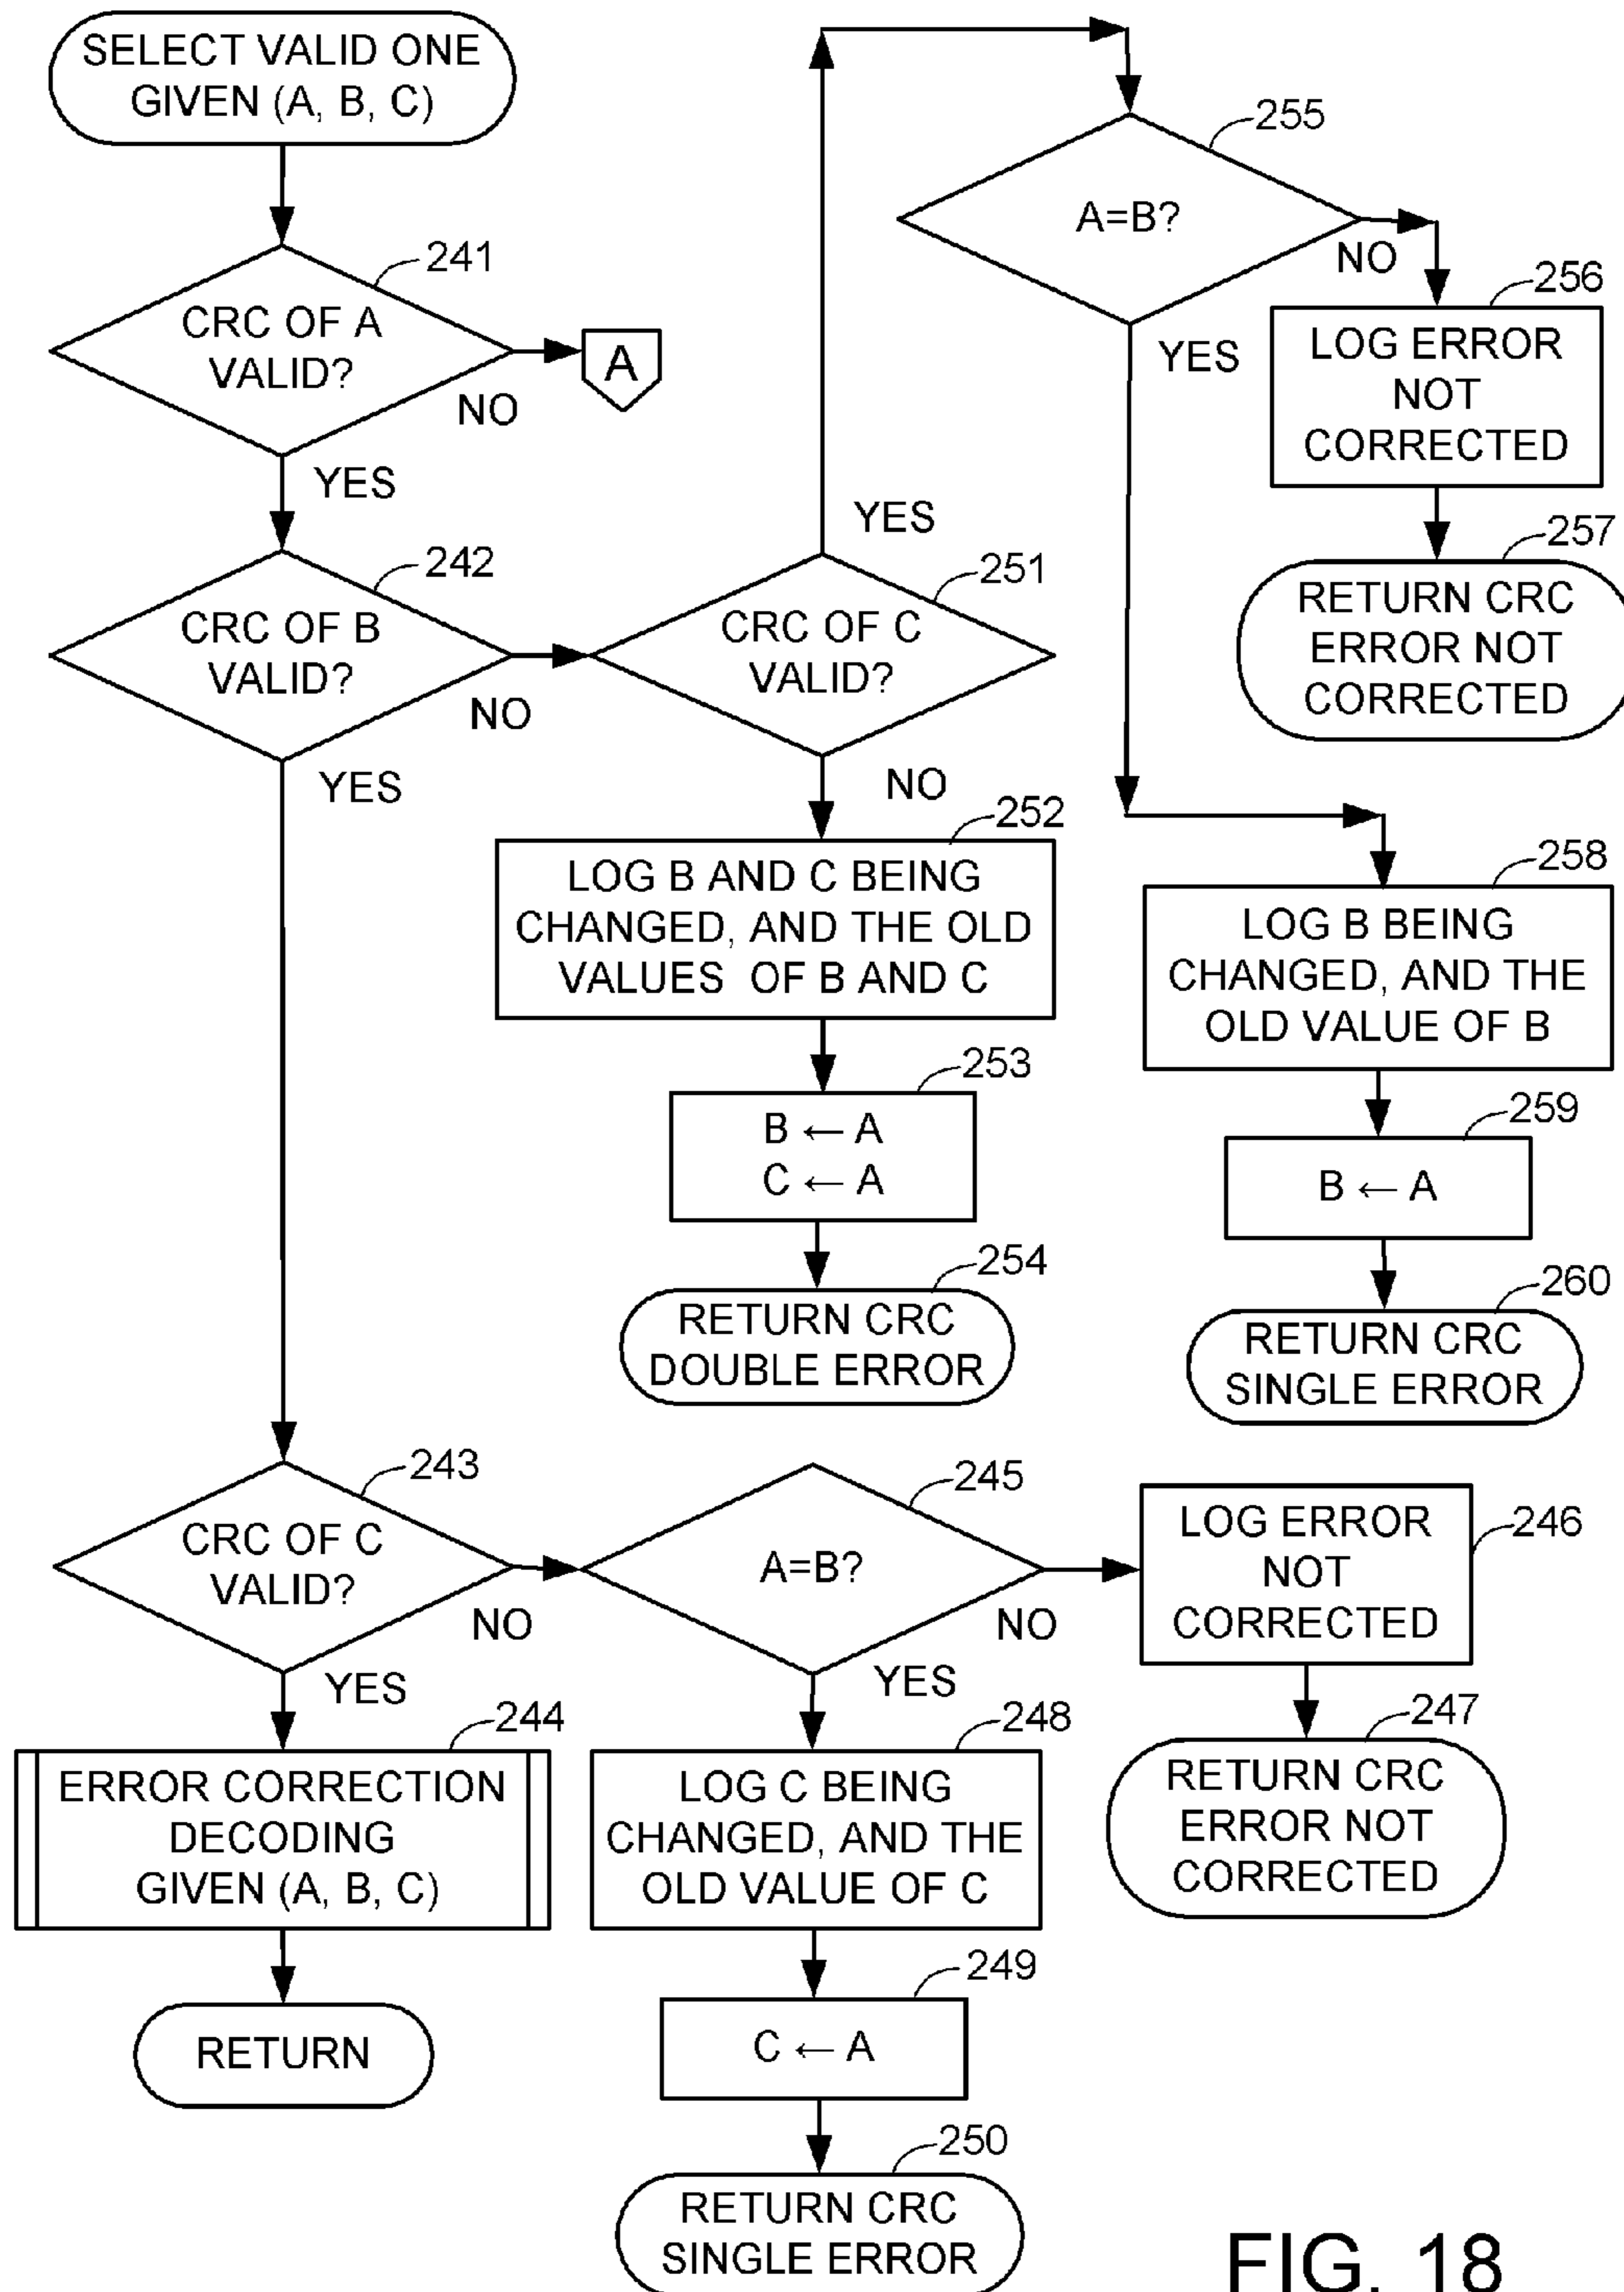 SELECT VALID ONE
GIVEN (A, B, C)
241
CRC OF A
VALID?
NO
A
YES
242
CRC OF B
VALID?
NO
YES
251
CRC OF C
VALID?
YES
NO
255
A=B?
NO
YES
256
LOG ERROR
NOT
CORRECTED
257
RETURN CRC
ERROR NOT
CORRECTED
252
LOG B AND C BEING
CHANGED, AND THE OLD
VALUES OF B AND C
253
B ← A
C ← A
254
RETURN CRC
DOUBLE ERROR
258
LOG B BEING
CHANGED, AND THE
OLD VALUE OF B
259
B ← A
260
RETURN CRC
SINGLE ERROR
243
CRC OF C
VALID?
NO
YES
245
A=B?
NO
YES
246
LOG ERROR
NOT
CORRECTED
247
RETURN CRC
ERROR NOT
CORRECTED
244
ERROR CORRECTION
DECODING
GIVEN (A, B, C)
RETURN
248
LOG C BEING
CHANGED, AND THE
OLD VALUE OF C
249
C ← A
250
RETURN CRC
SINGLE ERROR
FIG. 18